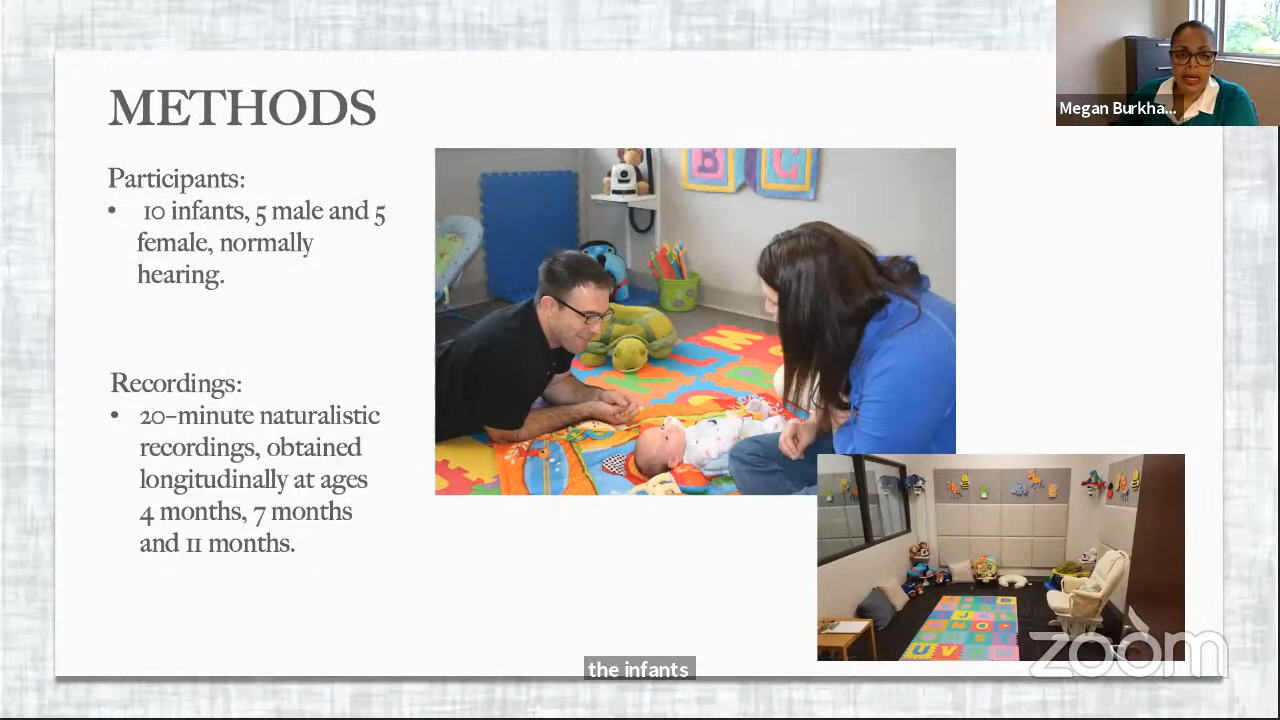 METHODS
Participants:
• 10 infants, 5 male and 5
female, normally
hearing.
Recordings:
• 20-minute naturalistic
recordings, obtained
longitudinally at ages
4 months, 7 months
and 11 months.
Megan Burkha...
B C
the infants
zoom